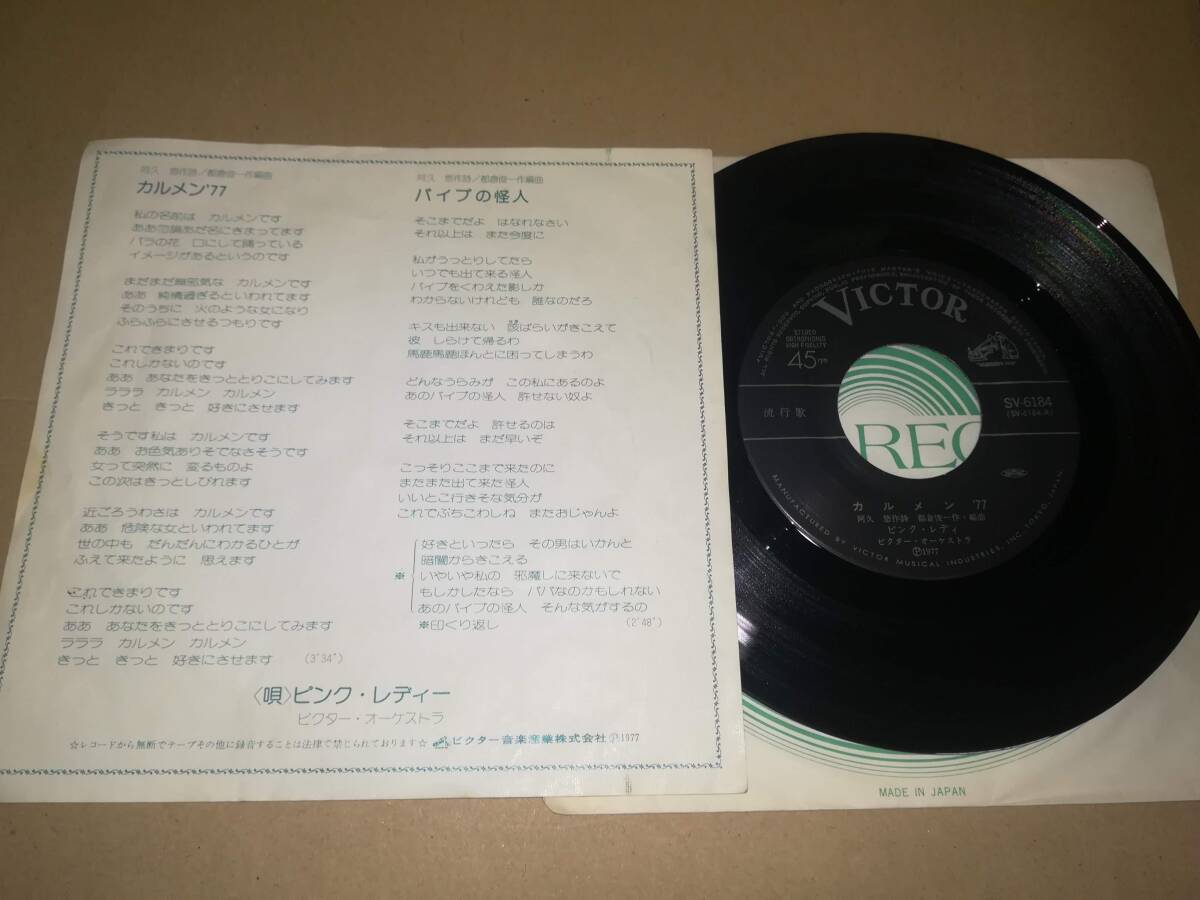 阿久　悠作詩／都倉俊一作編曲
カルメン'77
私の名前は　カルメンです
ああ勿論あだ名にきまってます
バラの花　口にして踊っている
イメージがあるというのです
まだまだ無邪気な　カルメンです
ああ　純情過ぎるといわれてます
そのうちに　火のような女になり
ふらふらにさせるつもりです
これできまりです
これしかないのです
ああ　あなたをきっととりこにしてみます
ラララ　カルメン　カルメン
きっと　きっと　好きにさせます
そうです私は　カルメンです
ああ　お色気ありそでなさそうです
女って突然に　変るものよ
この次はきっとしびれます
近ごろうわさは　カルメンです
ああ　危険な女といわれてます
世の中も　だんだんにわかるひとが
ふえて来たように　思えます
これできまりです
これしかないのです
ああ　あなたをきっととりこにしてみます
ラララ　カルメン　カルメン
きっと　きっと　好きにさせます　(3'34")
阿久　悠作詩／都倉俊一作編曲
パイプの怪人
そこまでだよ　はなれなさい
それ以上は　また今度に
私がうっとりしてたら
いつでも出て来る怪人
パイプをくわえた影しか
わからないけれども　誰なのだろ
キスも出来ない　咳ばらいがきこえて
彼　しらけて帰るわ
馬鹿馬鹿ほんとに困ってしまうわ
どんなうらみが　この私にあるのよ
あのパイプの怪人　許せない奴よ
そこまでだよ　許せるのは
それ以上は　まだ早いぞ
こっそりここまで来たのに
またまた出て来た怪人
いいとこ行きそな気分が
これでぶちこわしね　またおじゃんよ
好きといったら　その男はいかんと
暗闇からきこえる
※　いやいや私の　邪魔しに来ないで
もしかしたなら　パパなのかもしれない
あのパイプの怪人　そんな気がするの
※印くり返し　(2'48")
〈唄〉ピンク・レディー
ビクター・オーケストラ
☆レコードから無断でテープその他に録音することは法律で禁じられております☆　ビクター音楽産業株式会社 ℗1977
VICTOR
STEREO
ORTHOPHONIC
HIGH FIDELITY
45rpm
流行歌
SV-6184
(SV-6184-A)
REC
カルメン '77
阿久　悠作詩　都倉俊一作・編曲
ピンク・レディ
ビクター・オーケストラ
℗1977
MANUFACTURED BY VICTOR MUSICAL INDUSTRIES, INC. TOKYO, JAPAN
MADE IN JAPAN